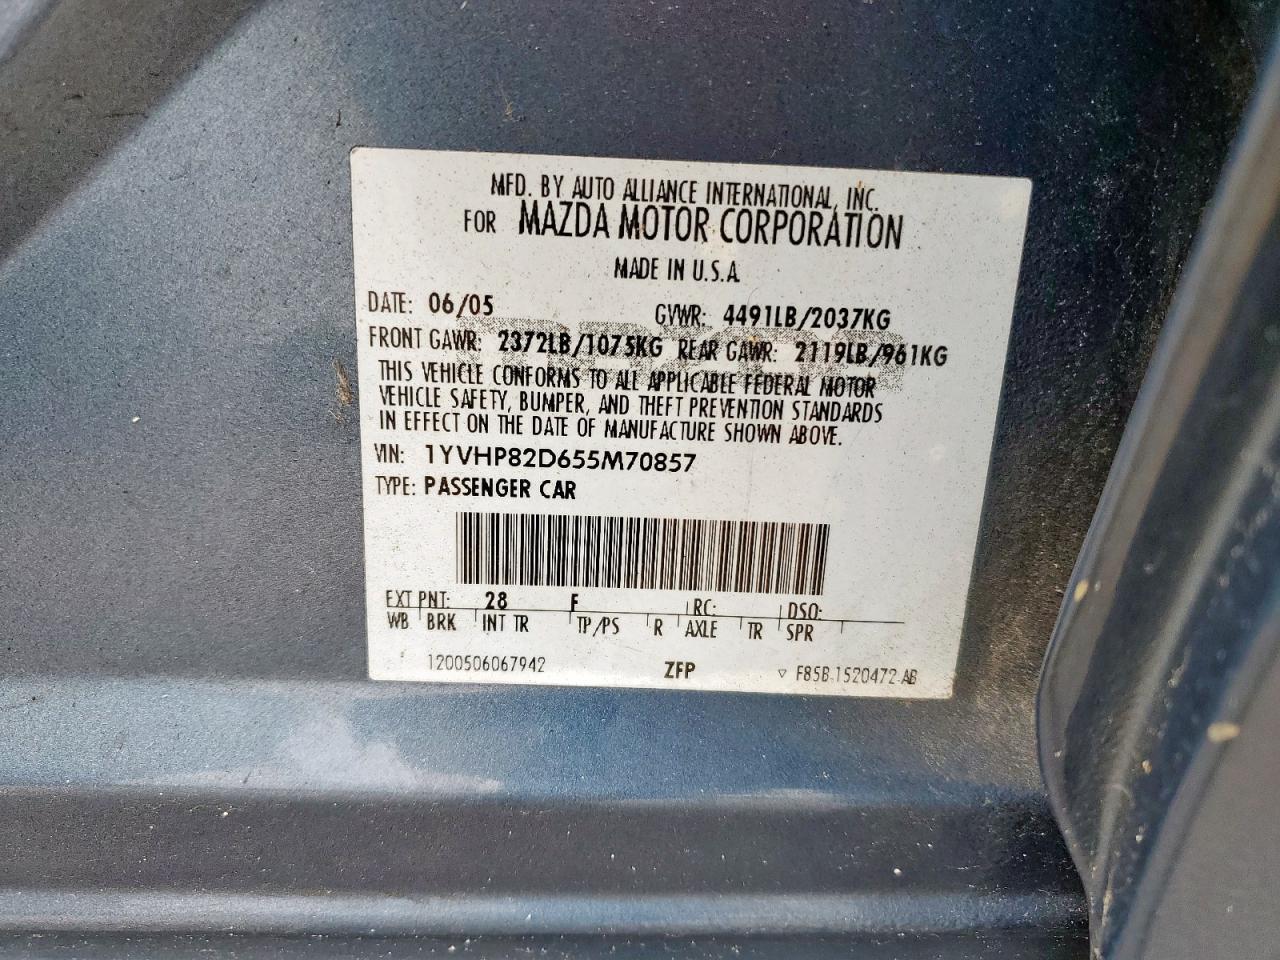 MFD. BY AUTO ALLIANCE INTERNATIONAL, INC.
FOR MAZDA MOTOR CORPORATION
MADE IN U.S.A
DATE: 06/05 GVWR: 4491LB/2037KG
FRONT GAWR: 2372LB/1075KG REAR GAWR: 2119LB/961KG
THIS VEHICLE CONFORMS TO ALL APPLICABLE FEDERAL MOTOR
VEHICLE SAFETY, BUMPER, AND THEFT PREVENTION STANDARDS
IN EFFECT ON THE DATE OF MANUFACTURE SHOWN ABOVE.
VIN: 1YVHP82D655M70857
TYPE: PASSENGER CAR
EXT PNT: 28 F RC: DSO:
WB BRK INT TR TP/PS R AXLE TR SPR
1200506067942 ZFP ▽ F85B-1520472-AB